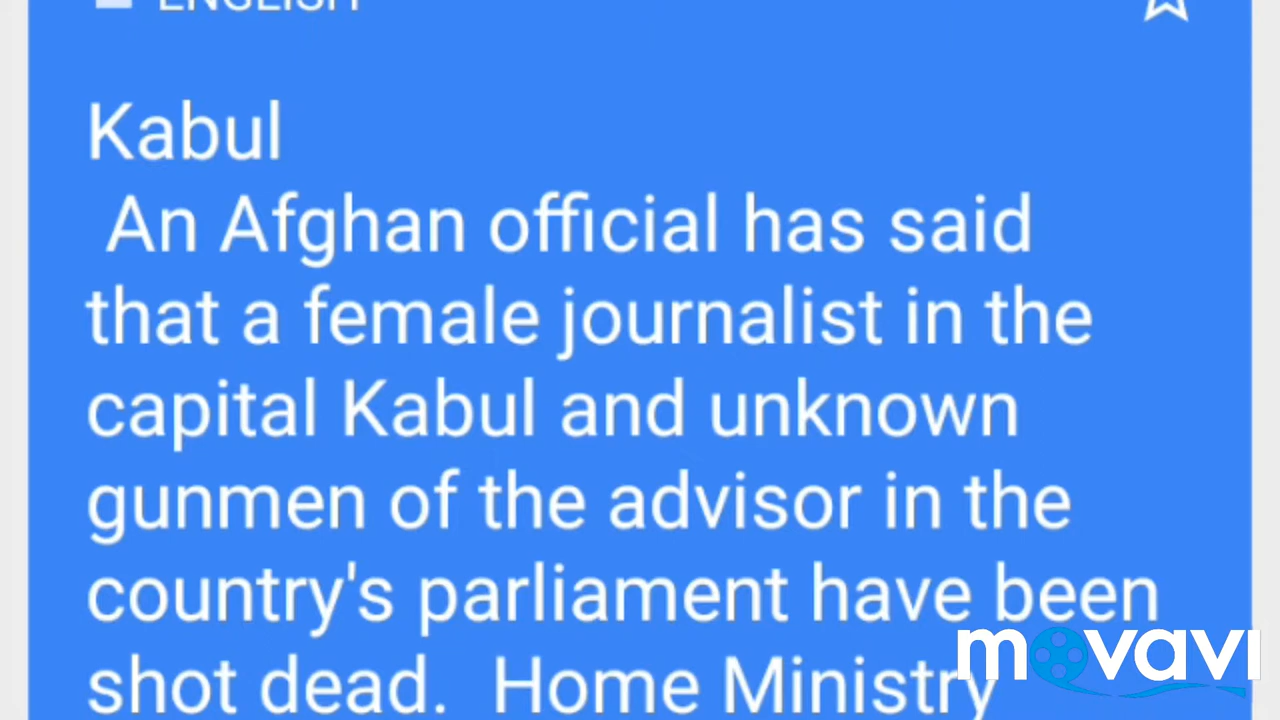 ENGLISH
Kabul
An Afghan official has said
that a female journalist in the
capital Kabul and unknown
gunmen of the advisor in the
country's parliament have been
shot dead. Home Ministry
movavi